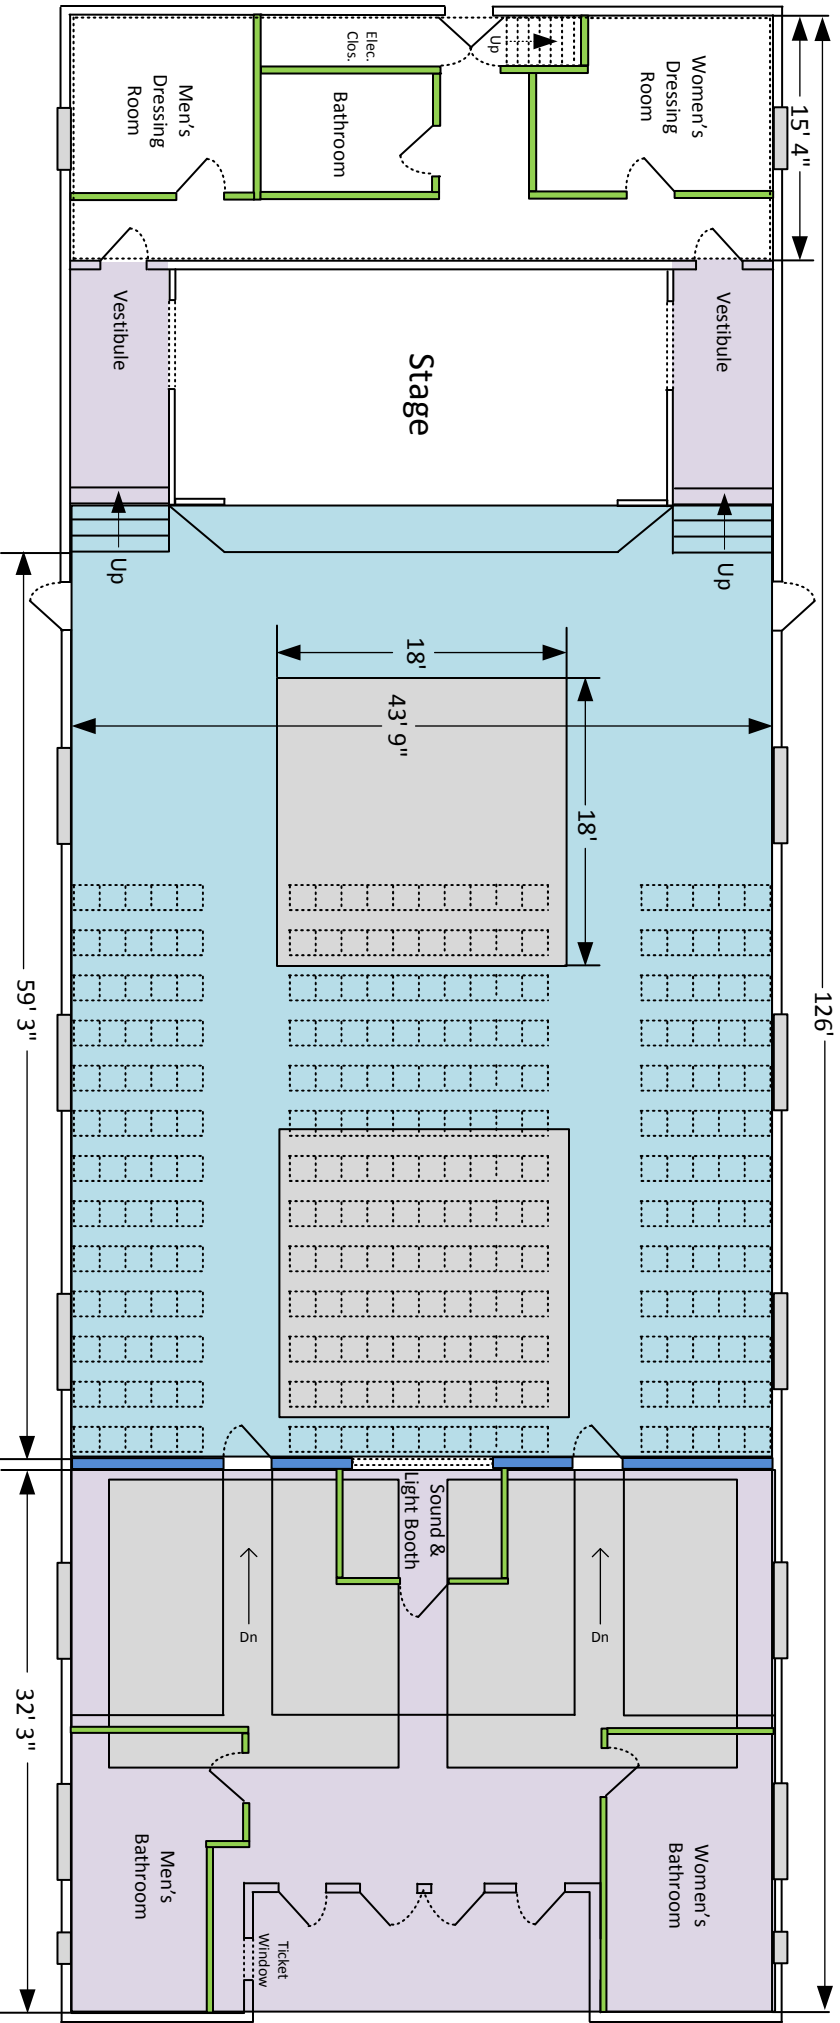 Men's
Dressing
Room
Elec.
Clos.
Bathroom
Up
Women's
Dressing
Room
15' 4"
Vestibule
Stage
Vestibule
Up
Up
18'
43' 9"
18'
59' 3"
126'
Sound &
Light Booth
Dn
Dn
32' 3"
Men's
Bathroom
Women's
Bathroom
Ticket
Window